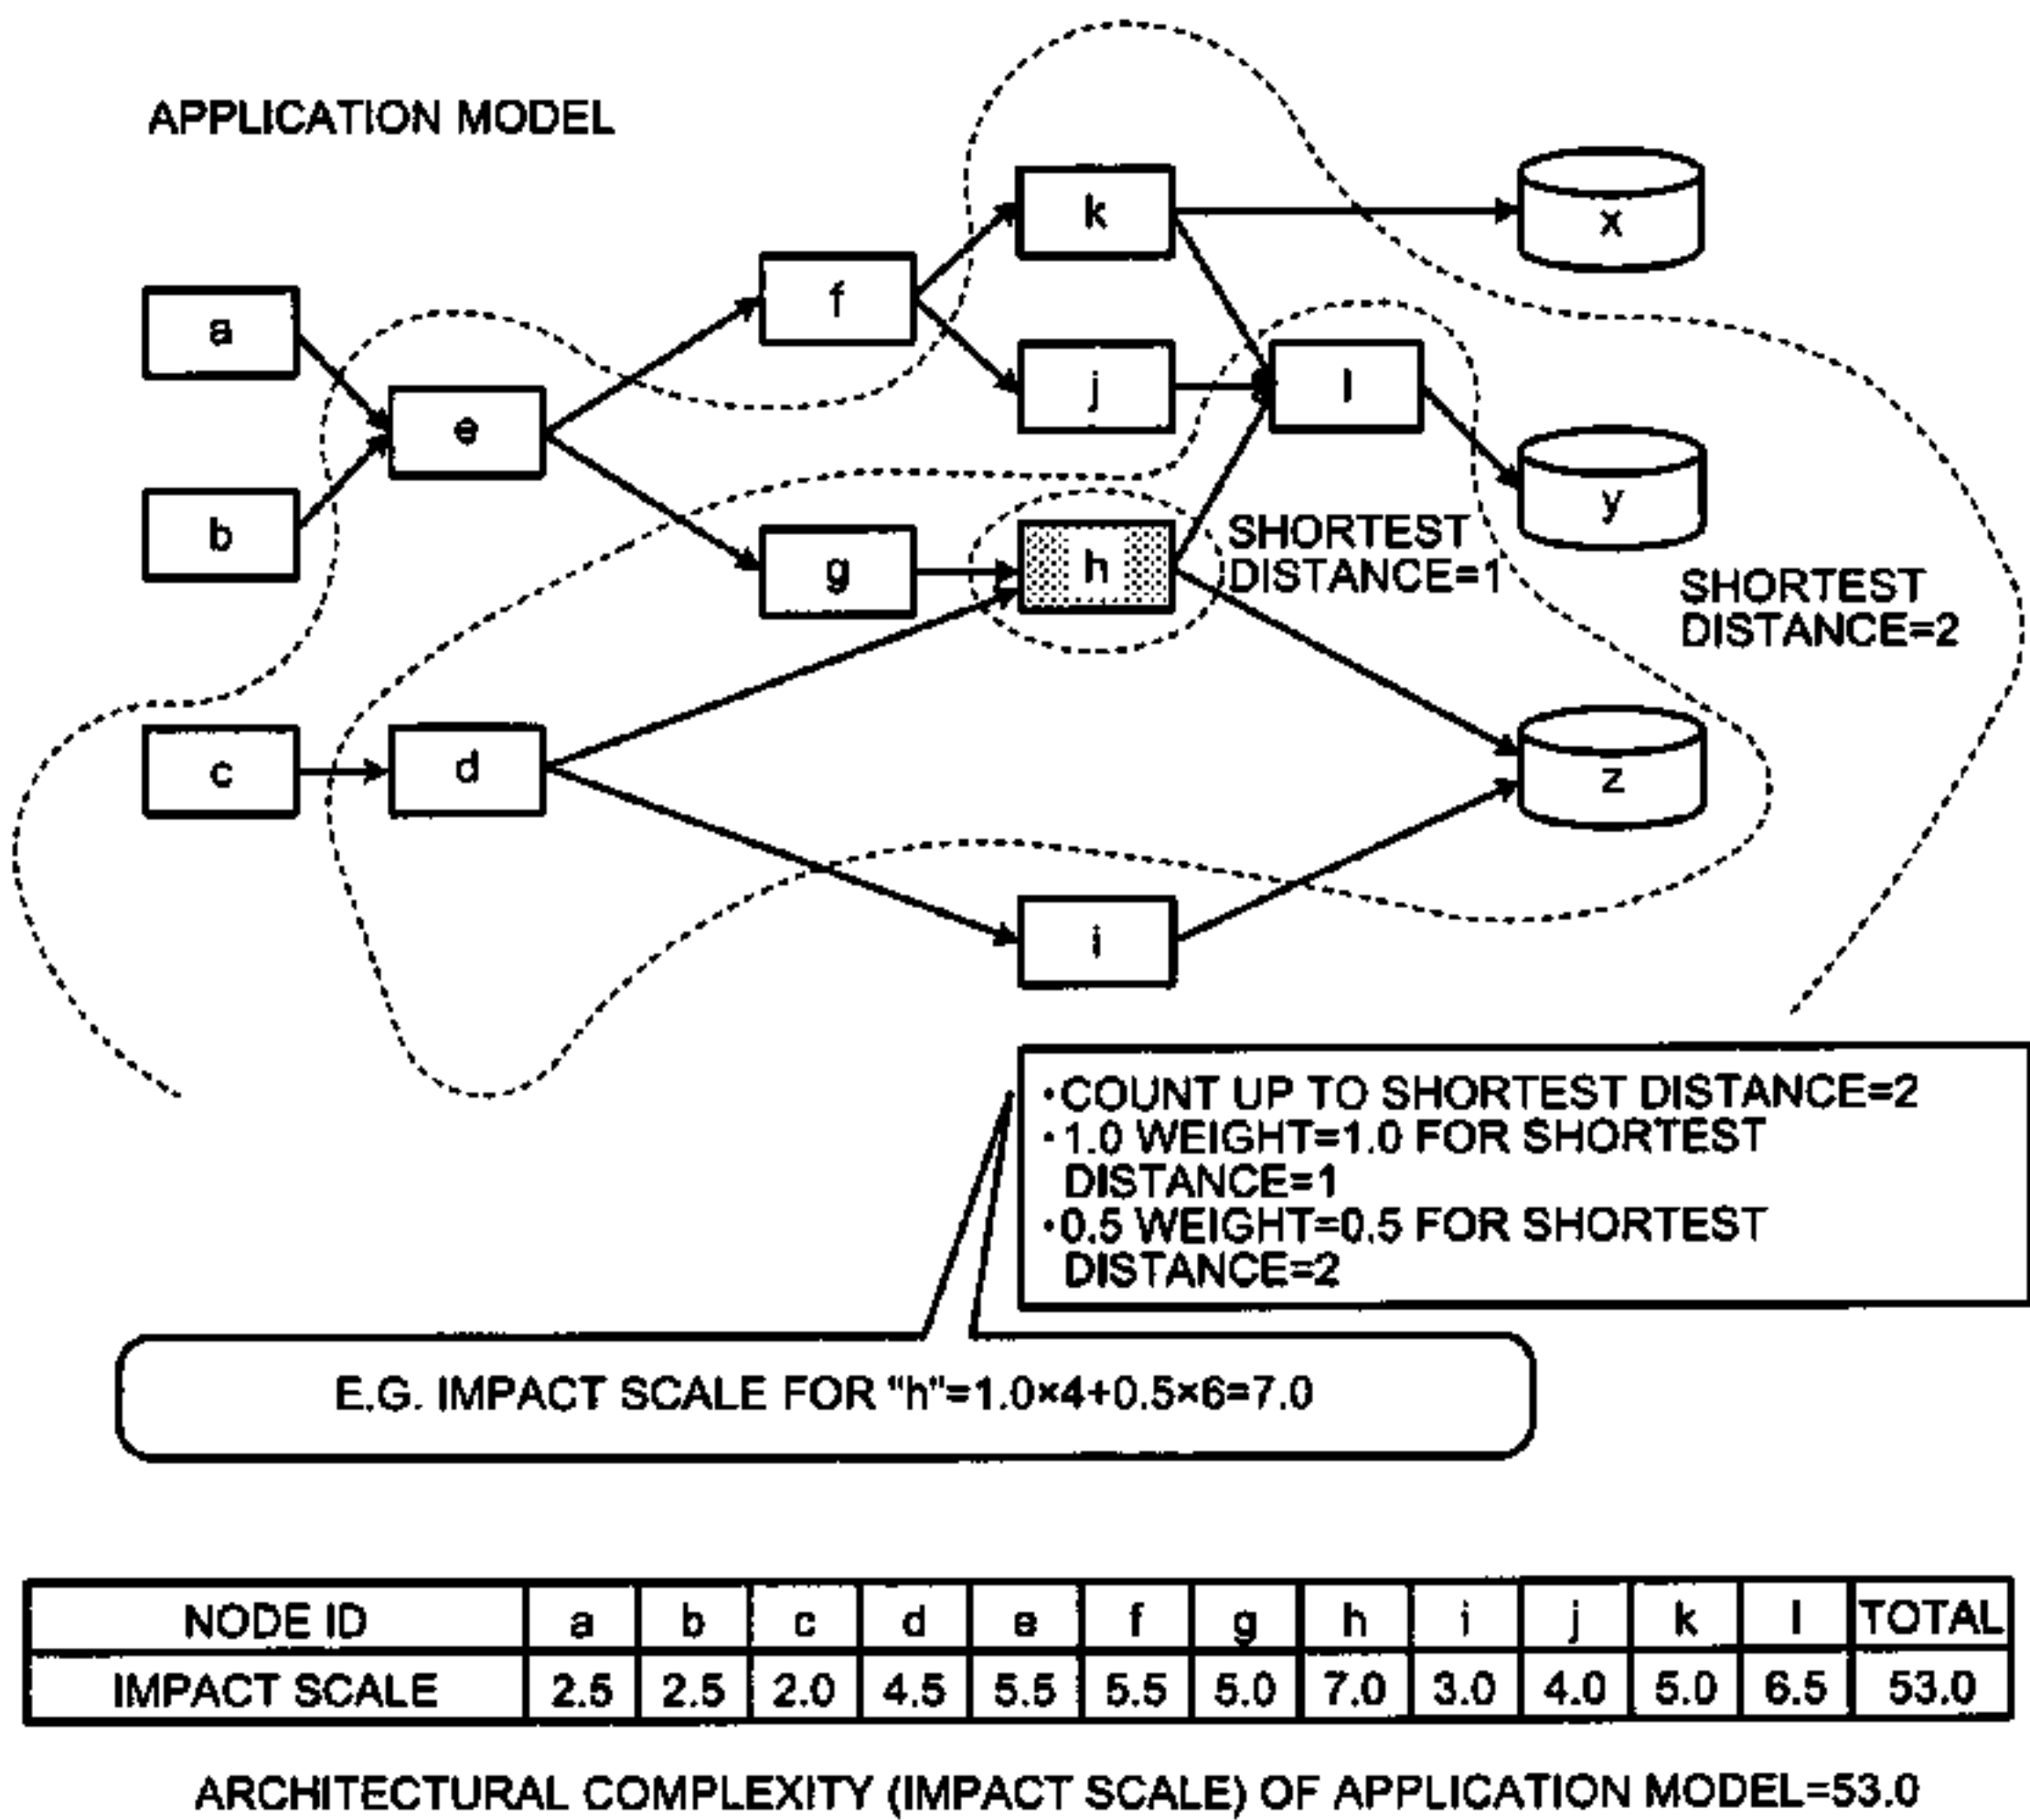 APPLICATION MODEL
k
x
f
a
j
l
e
y
b
g
h
SHORTEST
DISTANCE=1
SHORTEST
DISTANCE=2
c
d
z
i
・COUNT UP TO SHORTEST DISTANCE=2
・1.0 WEIGHT=1.0 FOR SHORTEST
DISTANCE=1
・0.5 WEIGHT=0.5 FOR SHORTEST
DISTANCE=2
E.G. IMPACT SCALE FOR "h"=1.0×4+0.5×6=7.0
NODE ID a b c d e f g h i j k l TOTAL
IMPACT SCALE 2.5 2.5 2.0 4.5 5.5 5.5 5.0 7.0 3.0 4.0 5.0 6.5 53.0
ARCHITECTURAL COMPLEXITY (IMPACT SCALE) OF APPLICATION MODEL=53.0